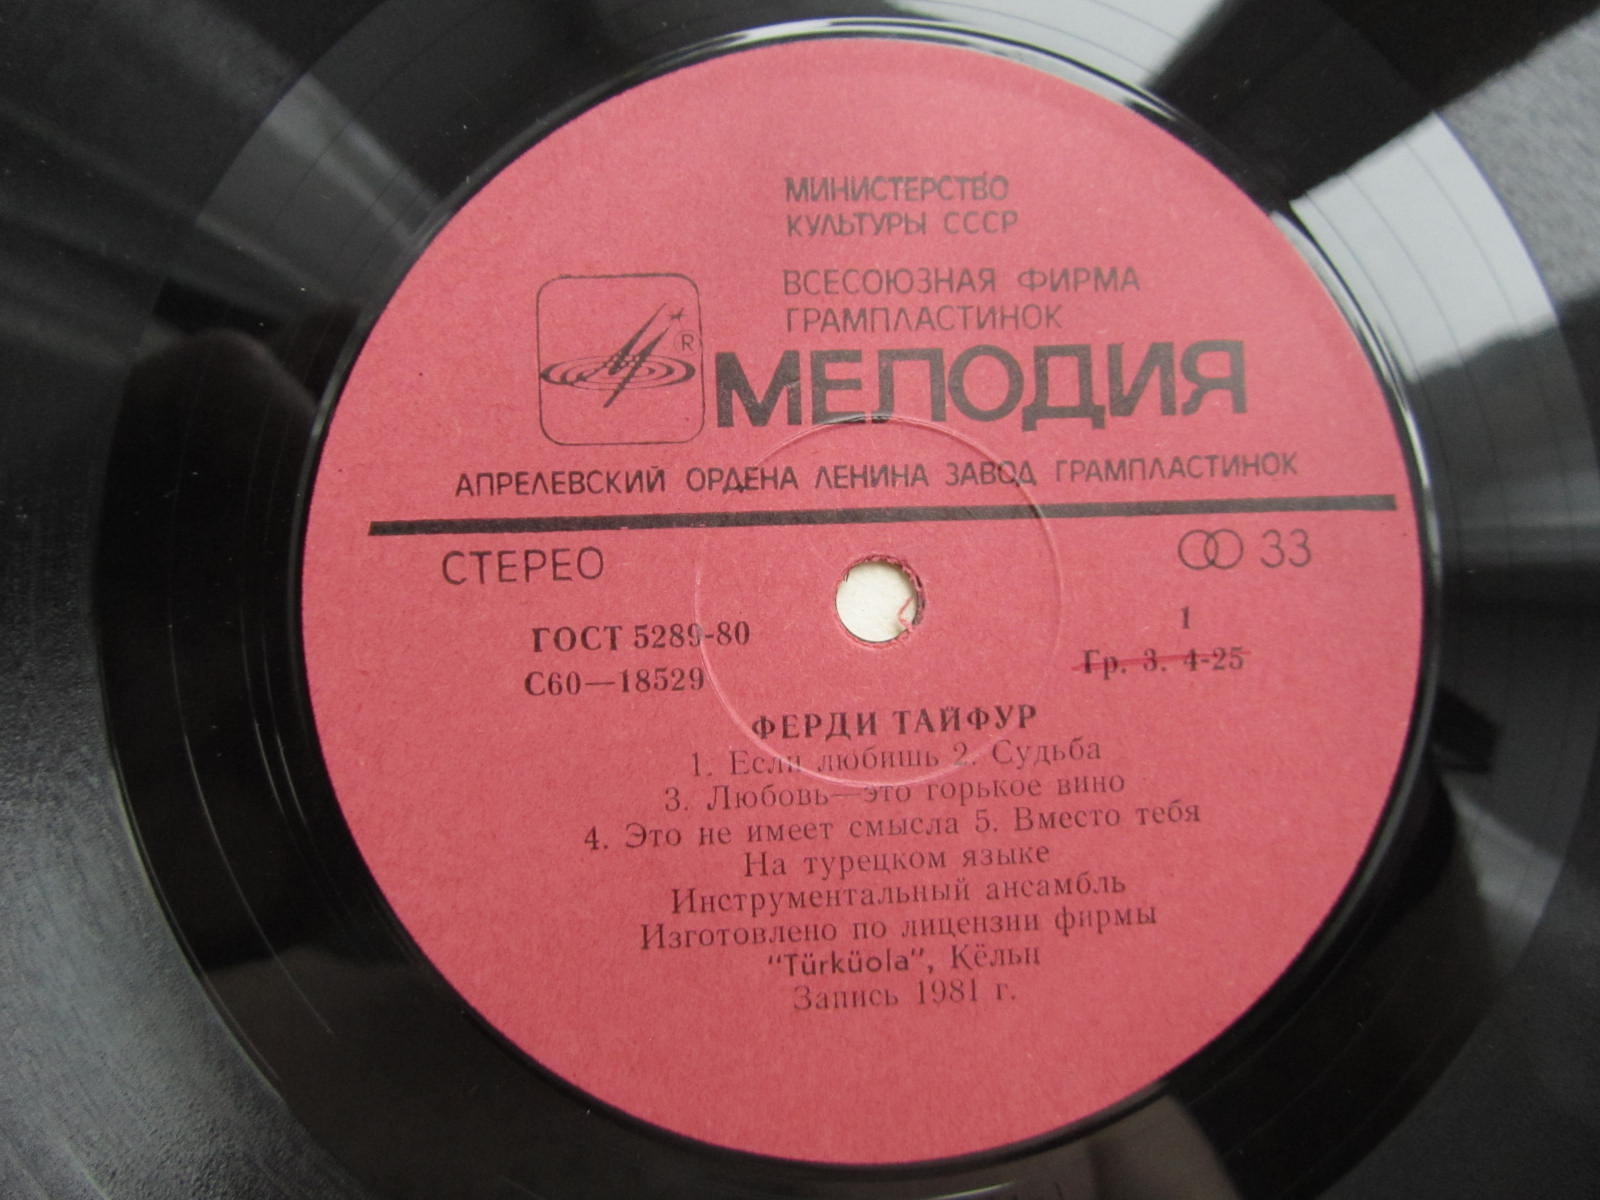 МИНИСТЕРСТВО
КУЛЬТУРЫ СССР
ВСЕСОЮЗНАЯ ФИРМА
ГРАМПЛАСТИНОК
®
МЕЛОДИЯ
АПРЕЛЕВСКИЙ ОРДЕНА ЛЕНИНА ЗАВОД ГРАМПЛАСТИНОК
СТЕРЕО
33
ГОСТ 5289-80
1
С60—18529
Гр. 3. 4-25
ФЕРДИ ТАЙФУР
1. Если любишь 2. Судьба
3. Любовь—это горькое вино
4. Это не имеет смысла 5. Вместо тебя
На турецком языке
Инструментальный ансамбль
Изготовлено по лицензии фирмы
"Türküola", Кёльн
Запись 1981 г.